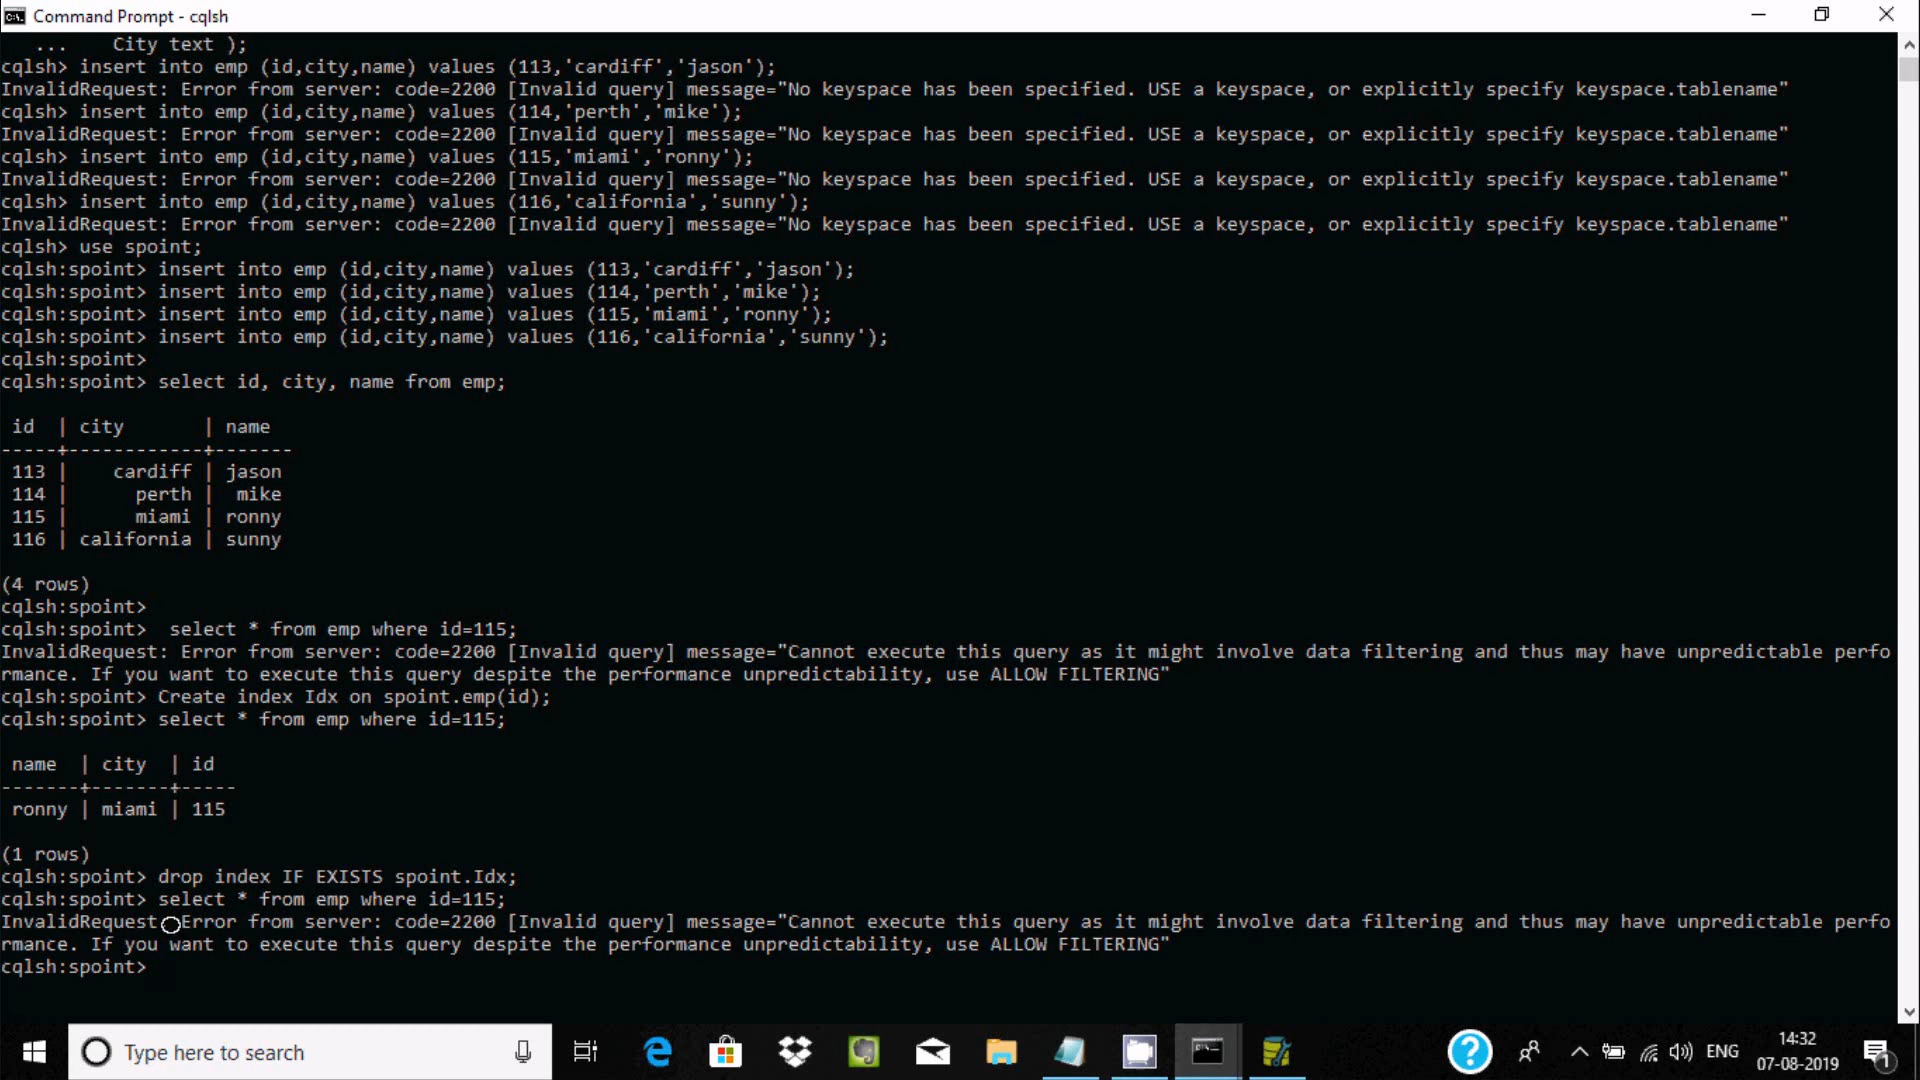 Command Prompt - cqlsh
...    City text );
cqlsh> insert into emp (id,city,name) values (113,'cardiff','jason');
InvalidRequest: Error from server: code=2200 [Invalid query] message="No keyspace has been specified. USE a keyspace, or explicitly specify keyspace.tablename"
cqlsh> insert into emp (id,city,name) values (114,'perth','mike');
InvalidRequest: Error from server: code=2200 [Invalid query] message="No keyspace has been specified. USE a keyspace, or explicitly specify keyspace.tablename"
cqlsh> insert into emp (id,city,name) values (115,'miami','ronny');
InvalidRequest: Error from server: code=2200 [Invalid query] message="No keyspace has been specified. USE a keyspace, or explicitly specify keyspace.tablename"
cqlsh> insert into emp (id,city,name) values (116,'california','sunny');
InvalidRequest: Error from server: code=2200 [Invalid query] message="No keyspace has been specified. USE a keyspace, or explicitly specify keyspace.tablename"
cqlsh> use spoint;
cqlsh:spoint> insert into emp (id,city,name) values (113,'cardiff','jason');
cqlsh:spoint> insert into emp (id,city,name) values (114,'perth','mike');
cqlsh:spoint> insert into emp (id,city,name) values (115,'miami','ronny');
cqlsh:spoint> insert into emp (id,city,name) values (116,'california','sunny');
cqlsh:spoint>
cqlsh:spoint> select id, city, name from emp;
id  | city       | name
-----+------------+-------
113 |    cardiff | jason
114 |      perth |  mike
115 |      miami | ronny
116 | california | sunny
(4 rows)
cqlsh:spoint>
cqlsh:spoint>  select * from emp where id=115;
InvalidRequest: Error from server: code=2200 [Invalid query] message="Cannot execute this query as it might involve data filtering and thus may have unpredictable perfo
rmance. If you want to execute this query despite the performance unpredictability, use ALLOW FILTERING"
cqlsh:spoint> Create index Idx on spoint.emp(id);
cqlsh:spoint> select * from emp where id=115;
name  | city  | id
-------+-------+-----
ronny | miami | 115
(1 rows)
cqlsh:spoint> drop index IF EXISTS spoint.Idx;
cqlsh:spoint> select * from emp where id=115;
InvalidRequest Error from server: code=2200 [Invalid query] message="Cannot execute this query as it might involve data filtering and thus may have unpredictable perfo
rmance. If you want to execute this query despite the performance unpredictability, use ALLOW FILTERING"
cqlsh:spoint>
Type here to search
ENG
14:32
07-08-2019
1